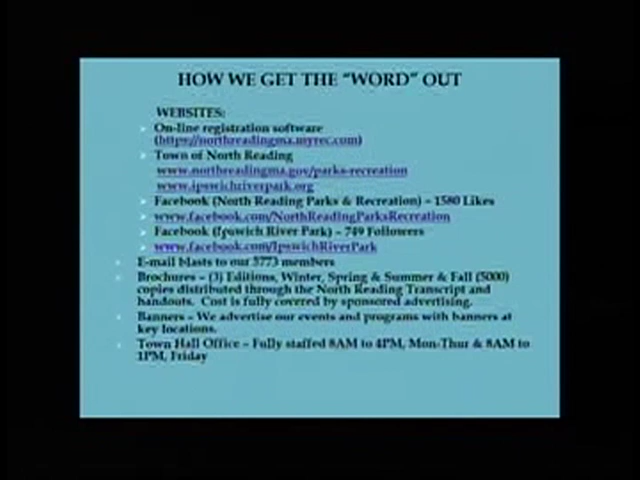 HOW WE GET THE “WORD” OUT
WEBSITES:
On-line registration software
(https://northreadingma.myrec.com)
Town of North Reading
www.northreadingma.gov/parks-recreation
www.ipswichriverpark.org
Facebook (North Reading Parks & Recreation) – 1580 Likes
www.facebook.com/NorthReadingParksRecreation
Facebook (Ipswich River Park) – 749 Followers
www.facebook.com/IpswichRiverPark
E-mail blasts to our 5773 members
Brochures – (3) Editions, Winter, Spring & Summer & Fall (5000)
copies distributed through the North Reading Transcript and
handouts. Cost is fully covered by sponsored advertising.
Banners – We advertise our events and programs with banners at
key locations.
Town Hall Office – Fully staffed 8AM to 4PM, Mon-Thur & 8AM to
1PM, Friday